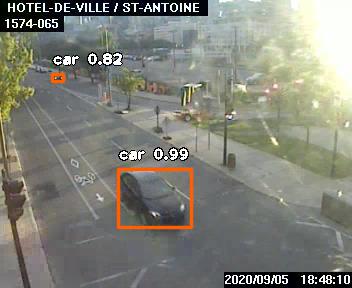 HOTEL-DE-VILLE / ST-ANTOINE
1574-065
car 0.82
car 0.99
2020/09/05 18:48:10